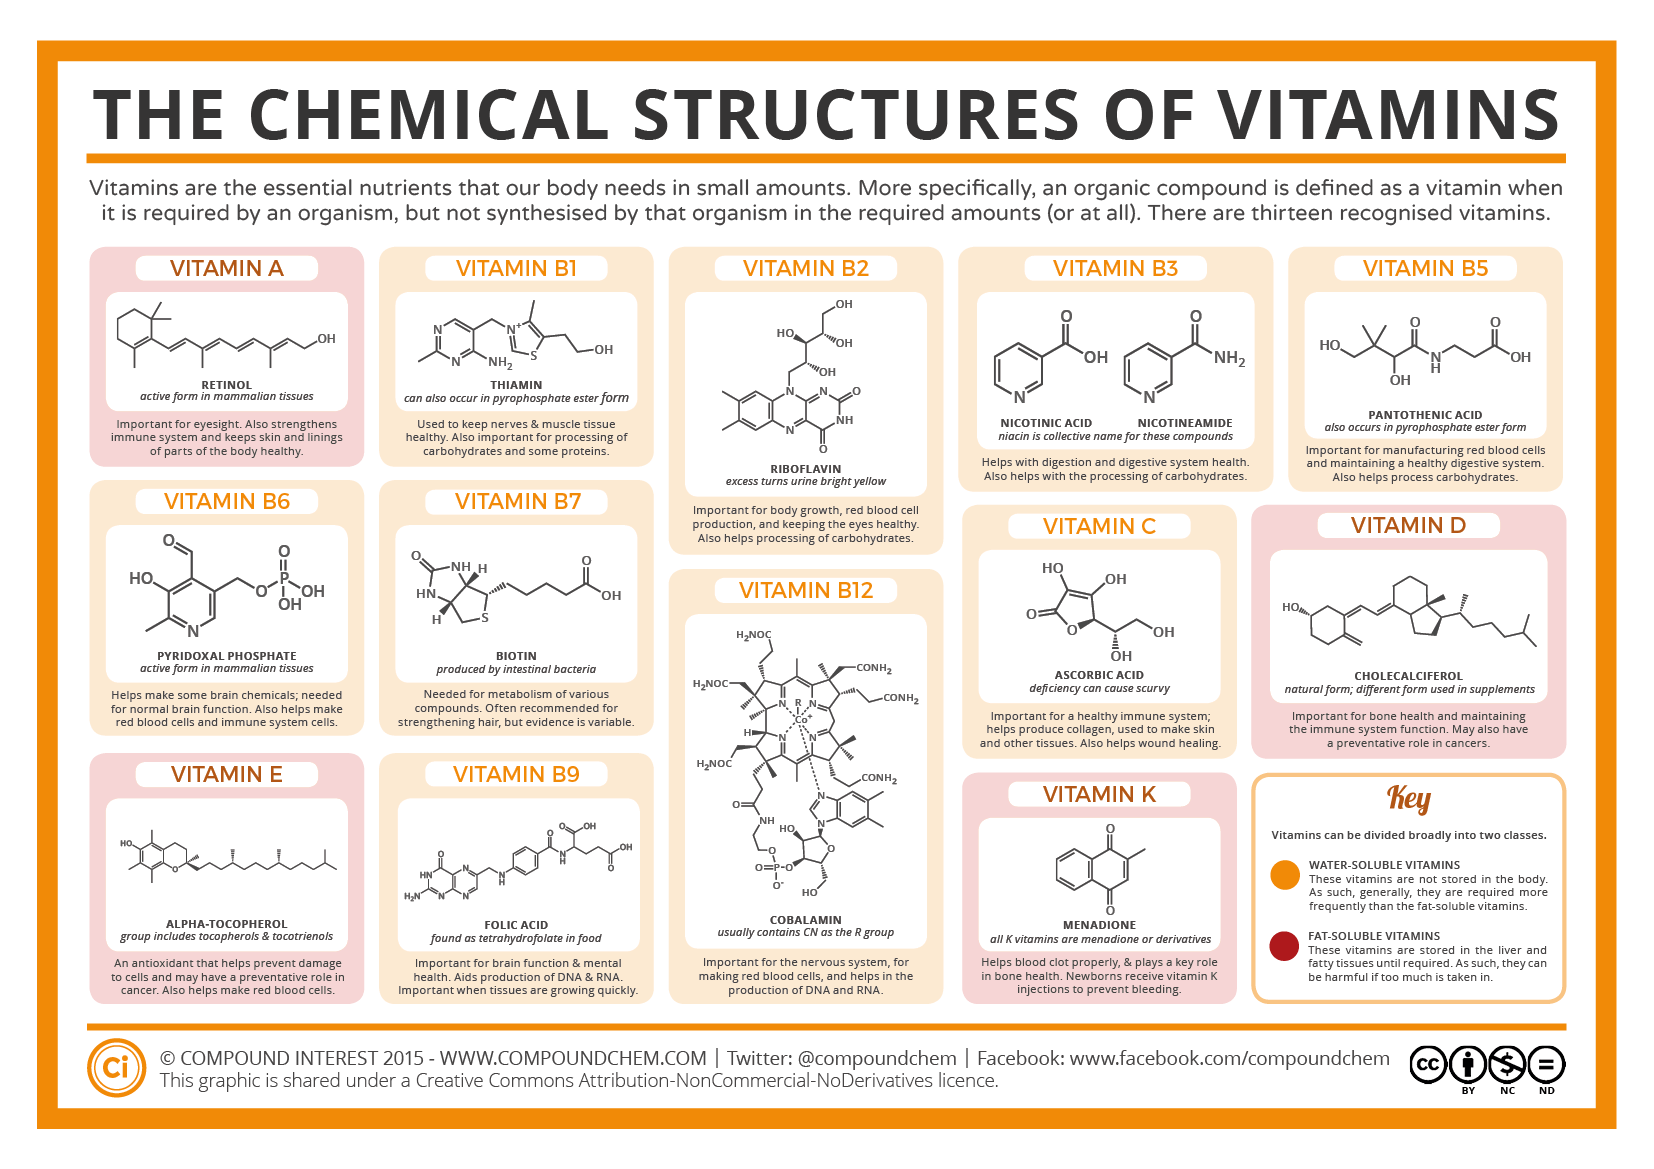 THE CHEMICAL STRUCTURES OF VITAMINS
Vitamins are the essential nutrients that our body needs in small amounts. More specifically, an organic compound is defined as a vitamin when
it is required by an organism, but not synthesised by that organism in the required amounts (or at all). There are thirteen recognised vitamins.
VITAMIN A
OH
RETINOL
active form in mammalian tissues
Important for eyesight. Also strengthens
immune system and keeps skin and linings
of parts of the body healthy.
VITAMIN B1
N
N
NH₂
N⁺
S
OH
THIAMIN
can also occur in pyrophosphate ester form
Used to keep nerves & muscle tissue
healthy. Also important for processing of
carbohydrates and some proteins.
VITAMIN B2
OH
HO
OH
OH
N
N
O
NH
N
O
RIBOFLAVIN
excess turns urine bright yellow
Important for body growth, red blood cell
production, and keeping the eyes healthy.
Also helps processing of carbohydrates.
VITAMIN B3
O
OH
N
O
NH₂
N
NICOTINIC ACID
NICOTINEAMIDE
niacin is collective name for these compounds
Helps with digestion and digestive system health.
Also helps with the processing of carbohydrates.
VITAMIN B5
HO
O
OH
N
H
O
OH
PANTOTHENIC ACID
also occurs in pyrophosphate ester form
Important for manufacturing red blood cells
and maintaining a healthy digestive system.
Also helps process carbohydrates.
VITAMIN B6
O
HO
N
O
O
P
OH
OH
PYRIDOXAL PHOSPHATE
active form in mammalian tissues
Helps make some brain chemicals; needed
for normal brain function. Also helps make
red blood cells and immune system cells.
VITAMIN B7
O
NH
H
HN
H
S
O
OH
BIOTIN
produced by intestinal bacteria
Needed for metabolism of various
compounds. Often recommended for
strengthening hair, but evidence is variable.
VITAMIN B12
H₂NOC
CONH₂
H₂NOC
CONH₂
R
N
N
Co⁺
H
N
N
H₂NOC
CONH₂
O
NH
N
N
HO
O
O
O
P
O
O⁻
HO
COBALAMIN
usually contains CN as the R group
Important for the nervous system, for
making red blood cells, and helps in the
production of DNA and RNA.
VITAMIN C
HO
OH
O
O
OH
OH
ASCORBIC ACID
deficiency can cause scurvy
Important for a healthy immune system;
helps produce collagen, used to make skin
and other tissues. Also helps wound healing.
VITAMIN D
HO
CHOLECALCIFEROL
natural form; different form used in supplements
Important for bone health and maintaining
the immune system function. May also have
a preventative role in cancers.
VITAMIN E
HO
O
ALPHA-TOCOPHEROL
group includes tocopherols & tocotrienols
An antioxidant that helps prevent damage
to cells and may have a preventative role in
cancer. Also helps make red blood cells.
VITAMIN B9
O
OH
O
O
OH
N
H
O
HN
N
N
H
H₂N
N
N
FOLIC ACID
found as tetrahydrofolate in food
Important for brain function & mental
health. Aids production of DNA & RNA.
Important when tissues are growing quickly.
VITAMIN K
O
O
MENADIONE
all K vitamins are menadione or derivatives
Helps blood clot properly, & plays a key role
in bone health. Newborns receive vitamin K
injections to prevent bleeding.
Key
Vitamins can be divided broadly into two classes.
WATER-SOLUBLE VITAMINS
These vitamins are not stored in the body.
As such, generally, they are required more
frequently than the fat-soluble vitamins.
FAT-SOLUBLE VITAMINS
These vitamins are stored in the liver and
fatty tissues until required. As such, they can
be harmful if too much is taken in.
Ci
© COMPOUND INTEREST 2015 - WWW.COMPOUNDCHEM.COM | Twitter: @compoundchem | Facebook: www.facebook.com/compoundchem
This graphic is shared under a Creative Commons Attribution-NonCommercial-NoDerivatives licence.
cc
$
=
BY
NC
ND